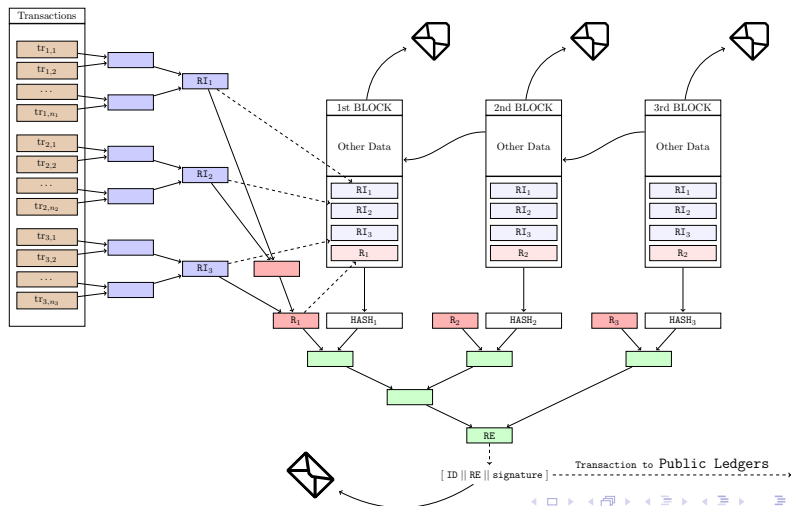 Transactions
tr1,1
tr1,2
...
tr1,n1
tr2,1
tr2,2
...
tr2,n2
tr3,1
tr3,2
...
tr3,n3
RI1
RI2
RI3
R1
1st BLOCK
Other Data
RI1
RI2
RI3
R1
HASH1
2nd BLOCK
Other Data
RI1
RI2
RI3
R2
R2
HASH2
3rd BLOCK
Other Data
RI1
RI2
RI3
R2
R3
HASH3
RE
[ ID || RE || signature ]
Transaction to Public Ledgers